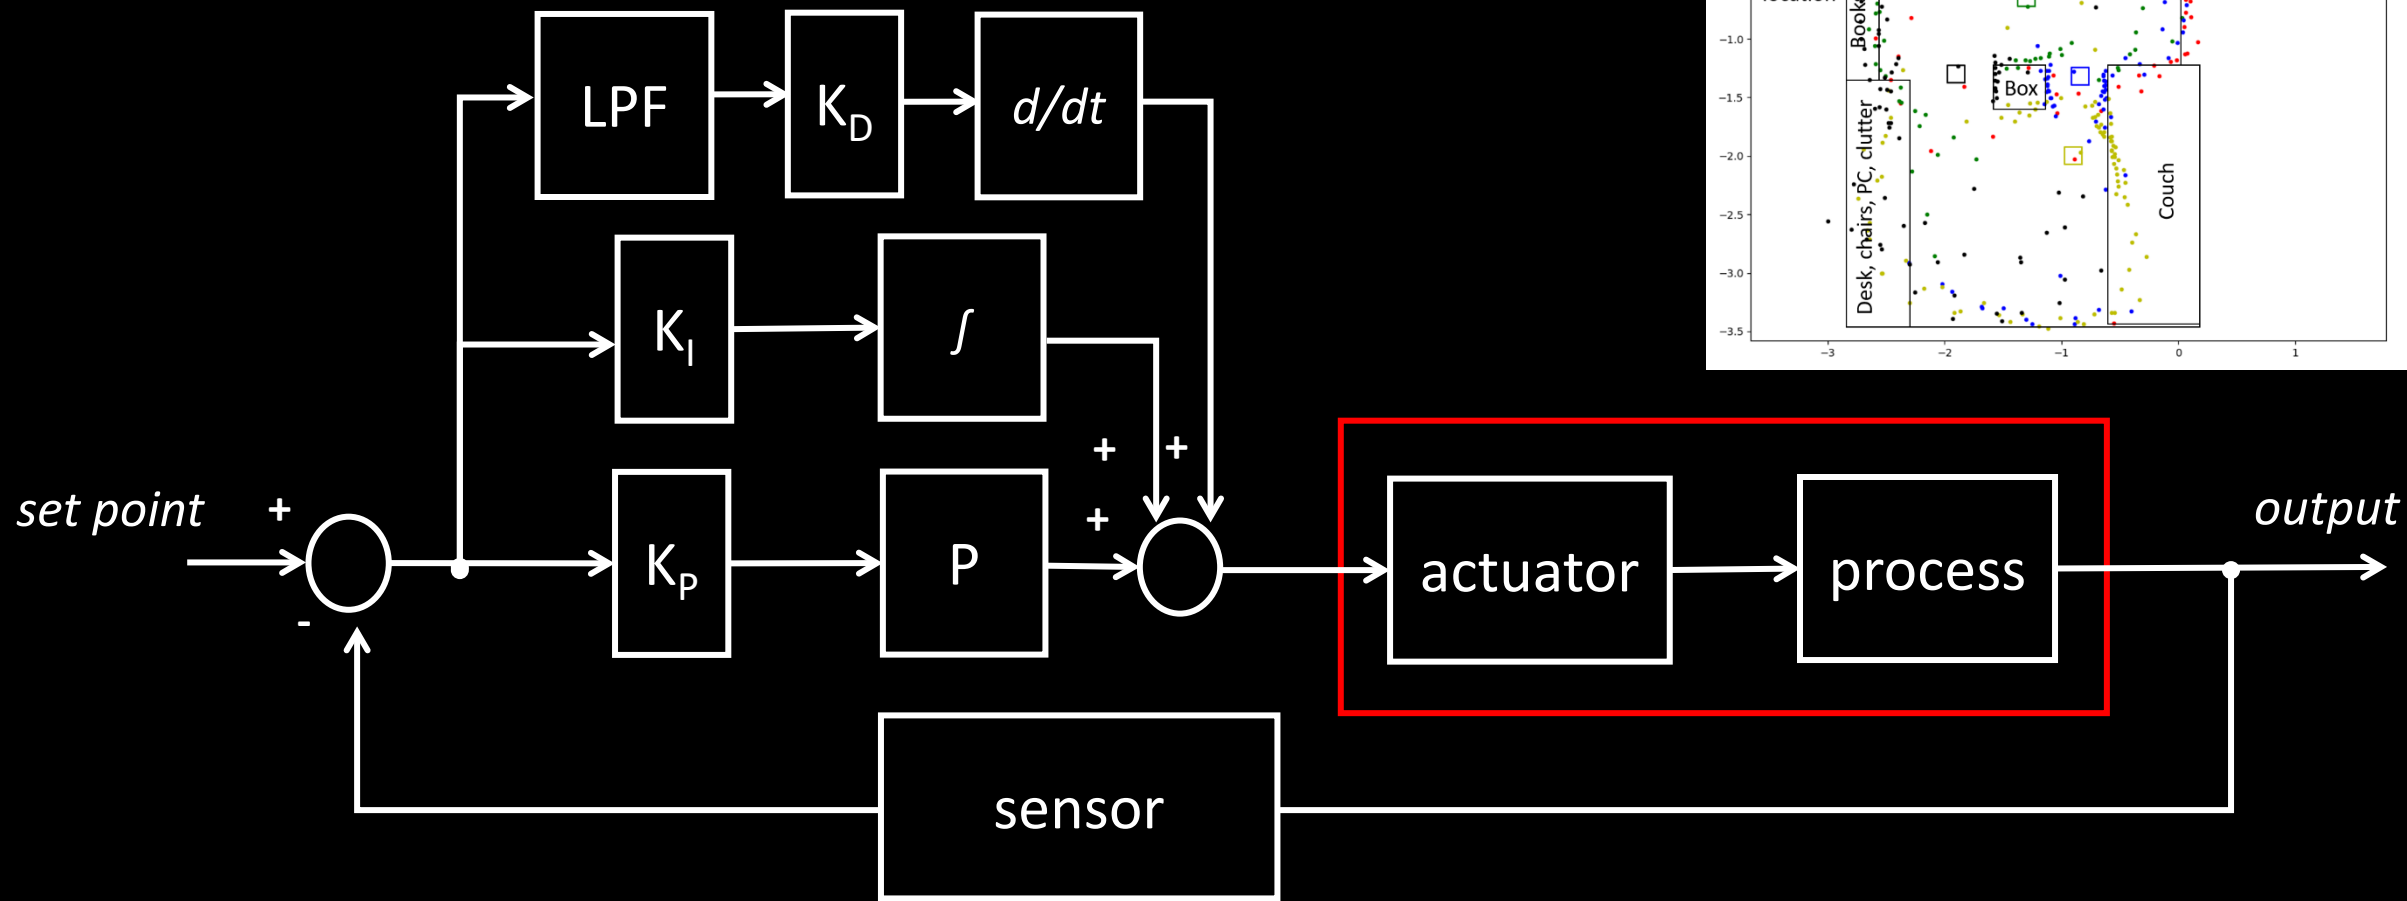 LPF
K_D
d/dt
K_I
∫
+
+
set point
+
+
K_P
P
actuator
process
output
-
sensor
location
Book
−1.0
Box
−1.5
Desk, chairs, PC, clutter
−2.0
Couch
−2.5
−3.0
−3.5
−3
−2
−1
0
1